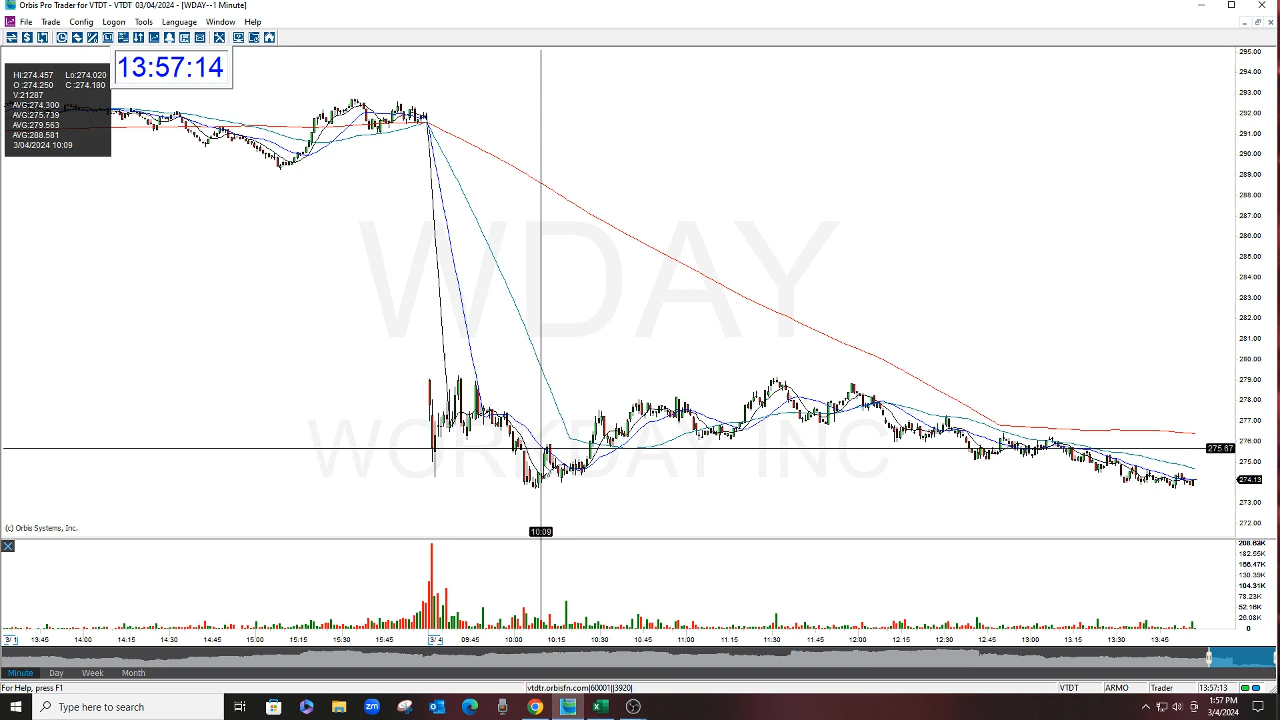 Orbis Pro Trader for VTDT - VTDT 03/04/2024 - [WDAY--1 Minute]
File Trade Config Logon Tools Language Window Help
13:57:14
Hi:274.457 Lo:274.020
O :274.250 C :274.180
V:21287
AVG:274.300
AVG:275.739
AVG:279.563
AVG:288.581
3/04/2024 10:09
WDAY
WORKDAY INC
295.00
294.00
293.00
292.00
291.00
290.00
289.00
288.00
287.00
286.00
285.00
284.00
283.00
282.00
281.00
280.00
279.00
278.00
277.00
276.00
275.67
275.00
274.13
273.00
272.00
(c) Orbis Systems, Inc.
10:09
208.63K
182.55K
156.47K
130.39K
104.31K
78.23K
52.16K
26.08K
0
3/ 1 13:45 14:00 14:15 14:30 14:45 15:00 15:15 15:30 15:45 3/ 4 09:45 10:00 10:15 10:30 10:45 11:00 11:15 11:30 11:45 12:00 12:15 12:30 12:45 13:00 13:15 13:30 13:45
Minute Day Week Month
For Help, press F1 vtdtr.orbisfn.com|60001||3920| VTDT ARMO Trader 13:57:13
Type here to search
zm
1:57 PM
3/4/2024